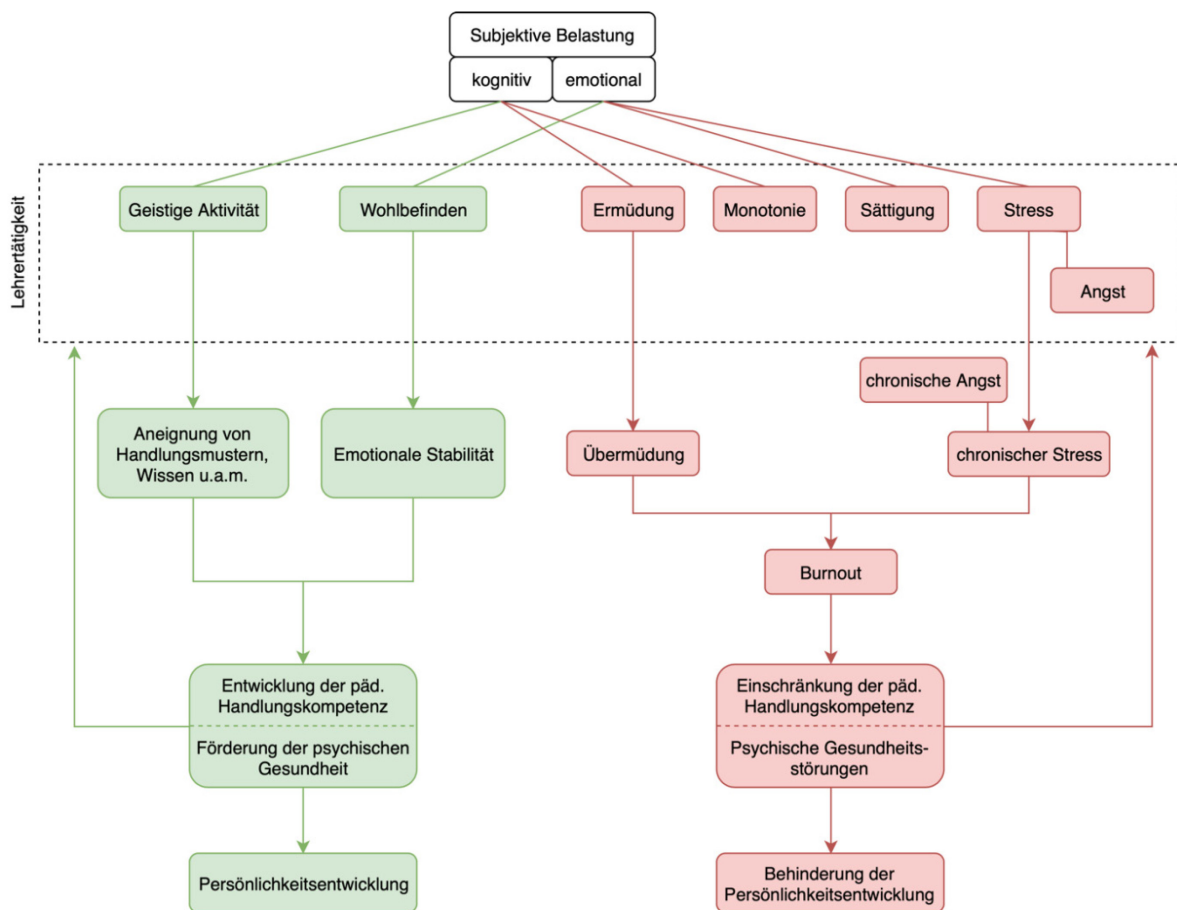 Subjektive Belastung
kognitiv
emotional
Lehrertätigkeit
Geistige Aktivität
Wohlbefinden
Ermüdung
Monotonie
Sättigung
Stress
Angst
chronische Angst
Aneignung von
Handlungsmustern,
Wissen u.a.m.
Emotionale Stabilität
Übermüdung
chronischer Stress
Burnout
Entwicklung der päd.
Handlungskompetenz
Förderung der psychischen
Gesundheit
Einschränkung der päd.
Handlungskompetenz
Psychische Gesundheits-
störungen
Persönlichkeitsentwicklung
Behinderung der
Persönlichkeitsentwicklung